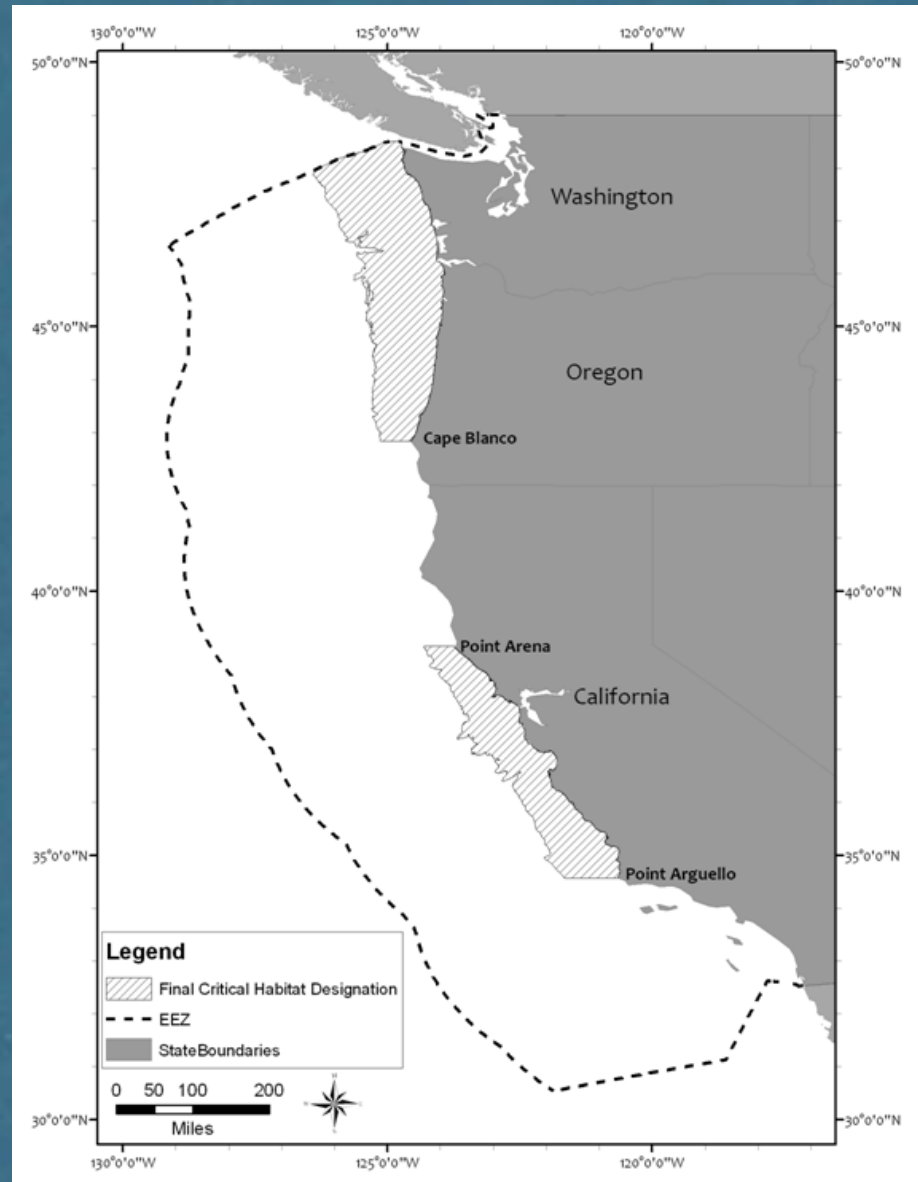 130°0'0"W 125°0'0"W 120°0'0"W
50°0'0"N 50°0'0"N
Washington
45°0'0"N 45°0'0"N
Oregon
Cape Blanco
40°0'0"N 40°0'0"N
Point Arena
California
35°0'0"N 35°0'0"N
Point Arguello
Legend
Final Critical Habitat Designation
EEZ
StateBoundaries
0 50 100 200
Miles
30°0'0"N 30°0'0"N
130°0'0"W 125°0'0"W 120°0'0"W